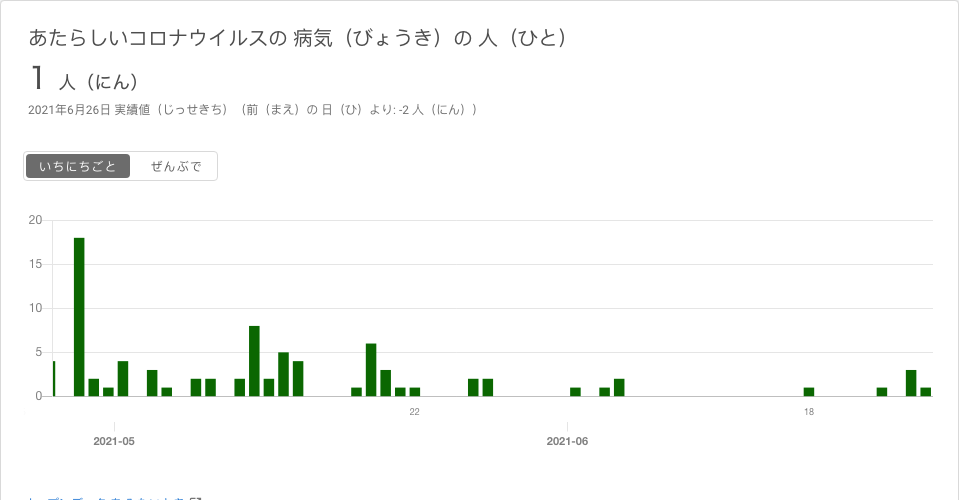 あたらしいコロナウイルスの 病気（びょうき）の 人（ひと）
1 人（にん）
2021年6月26日 実績値（じっせきち）（前（まえ）の 日（ひ）より: -2 人（にん））
いちにちごと ぜんぶで
20
15
10
5
0
22 18
2021-05 2021-06